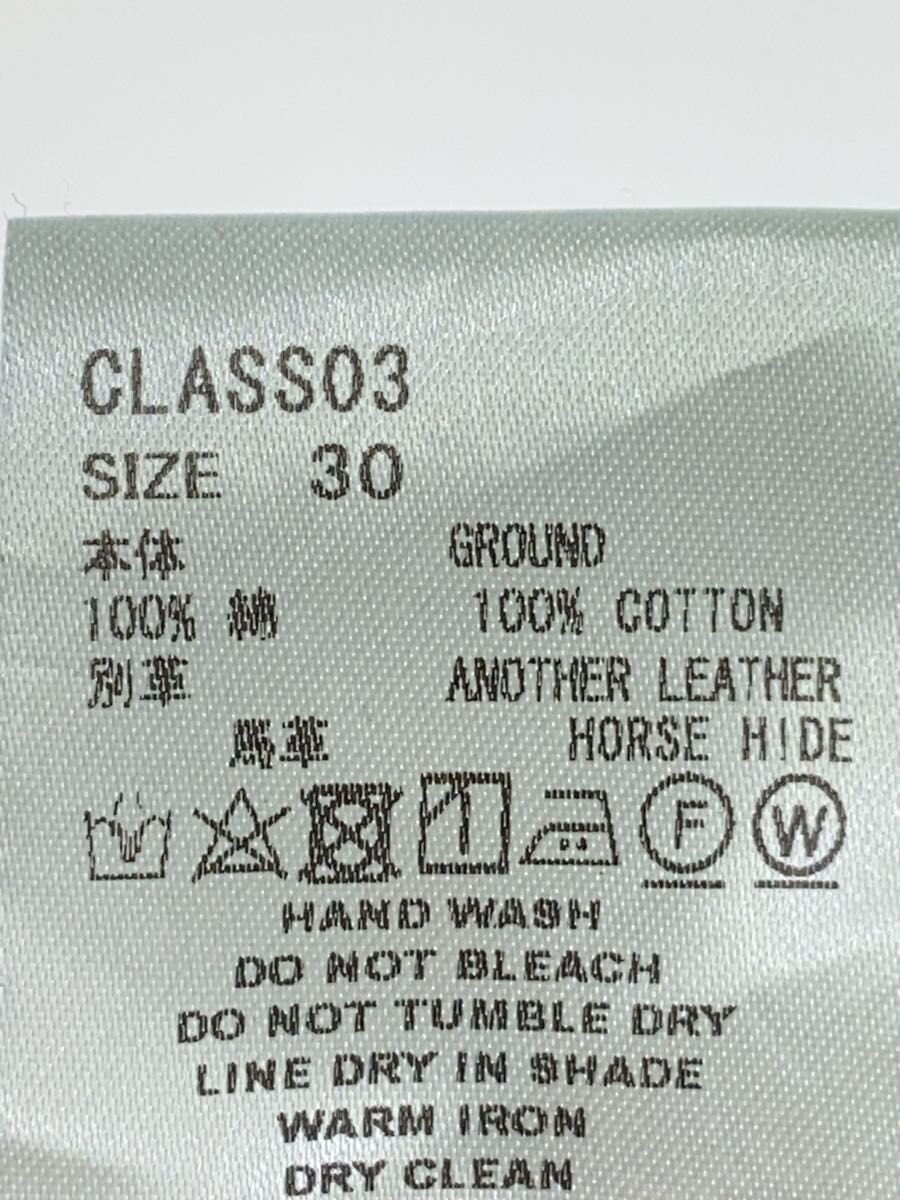 CLASS03
SIZE 30
本体 GROUND
100% 綿 100% COTTON
別革 ANOTHER LEATHER
馬革 HORSE HIDE
F W
HAND WASH
DO NOT BLEACH
DO NOT TUMBLE DRY
LINE DRY IN SHADE
WARM IRON
DRY CLEAN